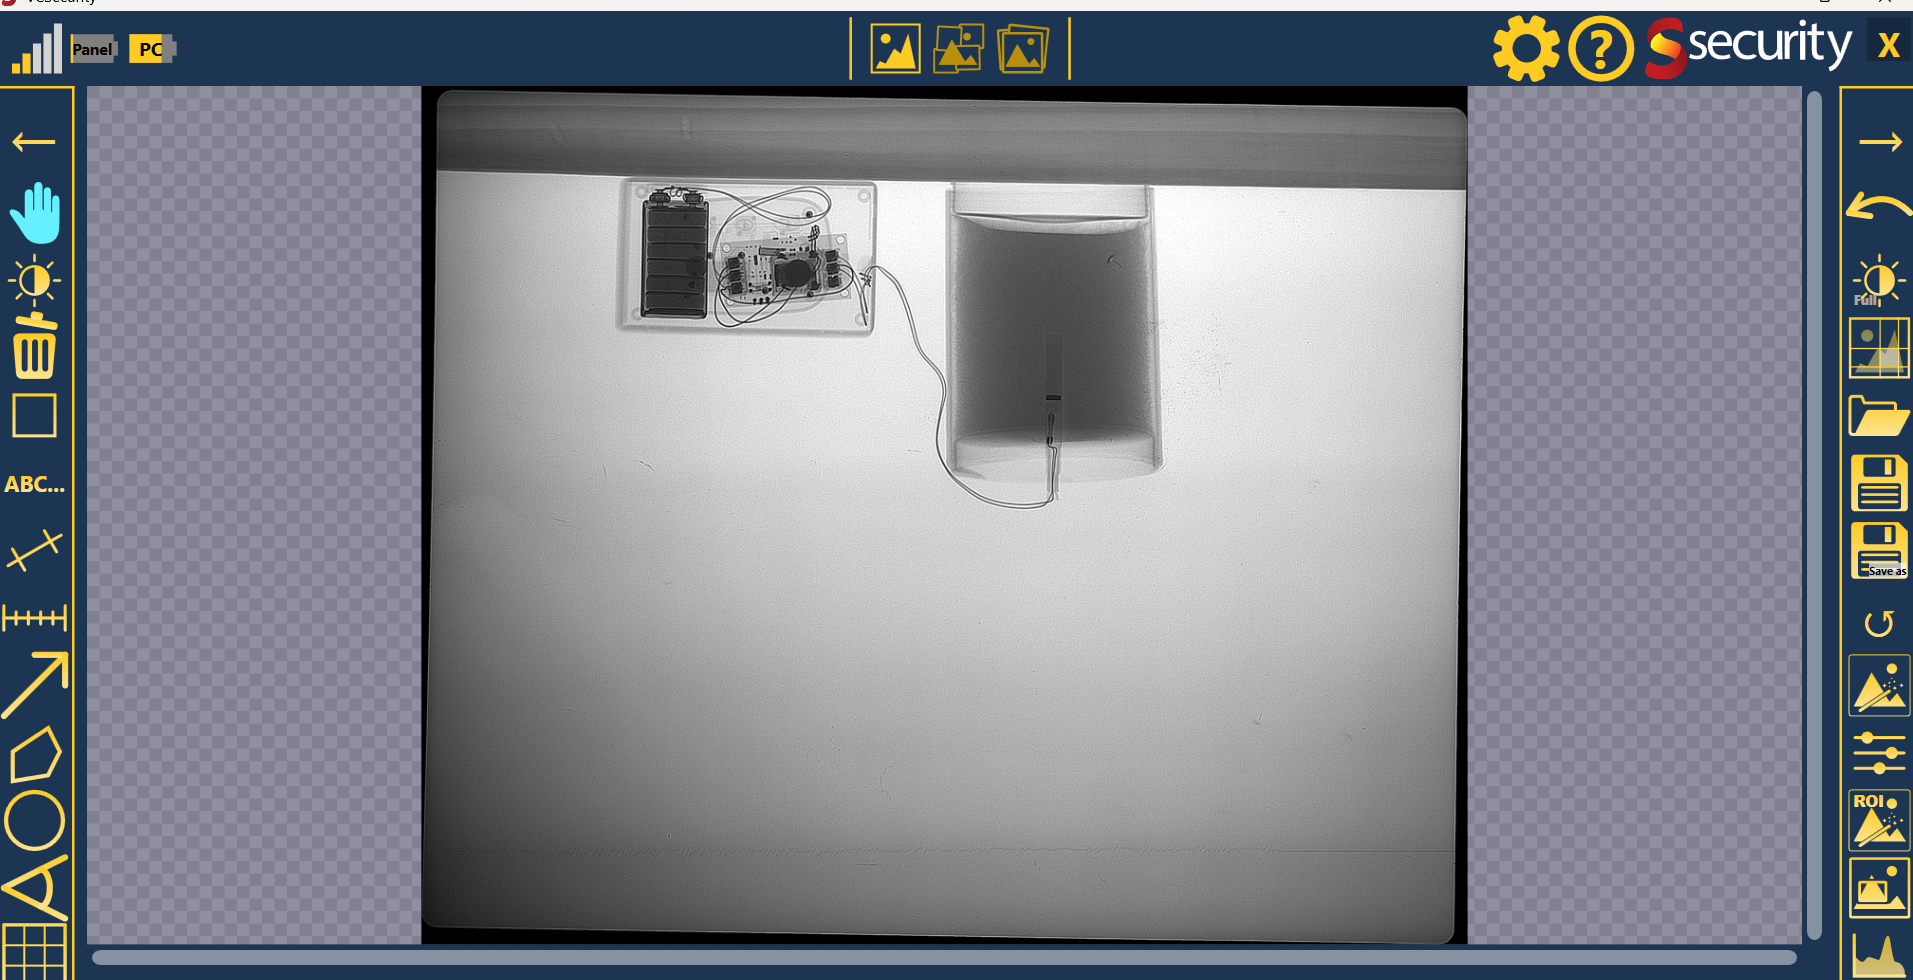 Panel
PC
?
security
X
ABC...
Full
Save as
ROI